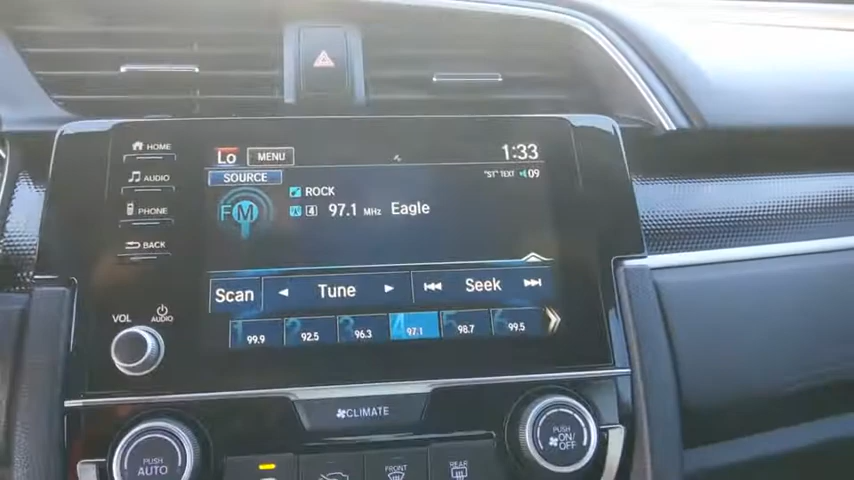 HOME
Lo MENU 1:33
AUDIO
SOURCE ROCK "ST" TEXT 09
FM 4 97.1 MHz Eagle
PHONE
BACK
Scan Tune Seek
VOL AUDIO
1 99.9 2 92.5 3 96.3 4 97.1 5 98.7 6 99.5
CLIMATE
PUSH AUTO
PUSH ON/OFF
FRONT REAR